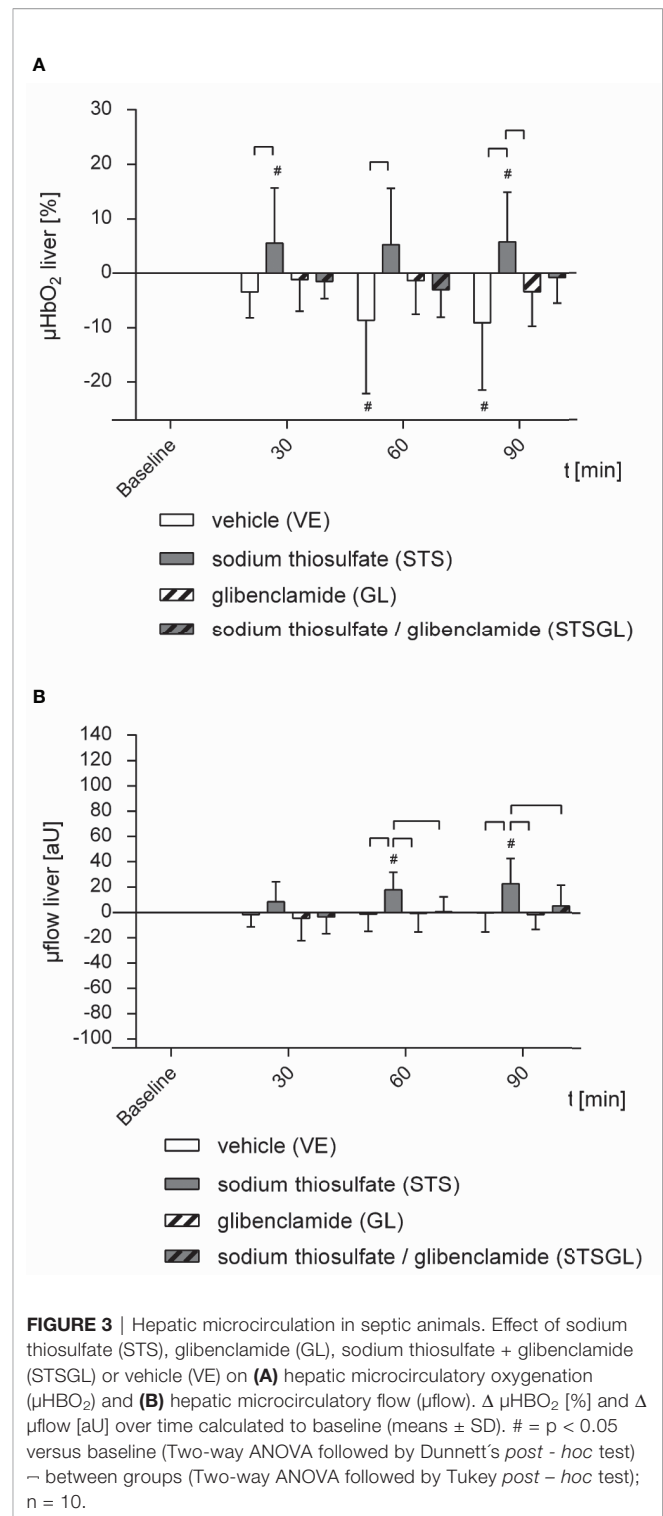 A
30
20
10
0
-10
-20
µHbO₂ liver [%]
#
#
#
#
Baseline
30
60
90
t [min]
vehicle (VE)
sodium thiosulfate (STS)
glibenclamide (GL)
sodium thiosulfate / glibenclamide (STSGL)
B
140
120
100
80
60
40
20
0
-20
-40
-60
-80
-100
µflow liver [aU]
#
#
Baseline
30
60
90
t [min]
vehicle (VE)
sodium thiosulfate (STS)
glibenclamide (GL)
sodium thiosulfate / glibenclamide (STSGL)
FIGURE 3 | Hepatic microcirculation in septic animals. Effect of sodium
thiosulfate (STS), glibenclamide (GL), sodium thiosulfate + glibenclamide
(STSGL) or vehicle (VE) on (A) hepatic microcirculatory oxygenation
(µHBO₂) and (B) hepatic microcirculatory flow (µflow). Δ µHBO₂ [%] and Δ
µflow [aU] over time calculated to baseline (means ± SD). # = p < 0.05
versus baseline (Two-way ANOVA followed by Dunnett´s post - hoc test)
⌐¬ between groups (Two-way ANOVA followed by Tukey post – hoc test);
n = 10.